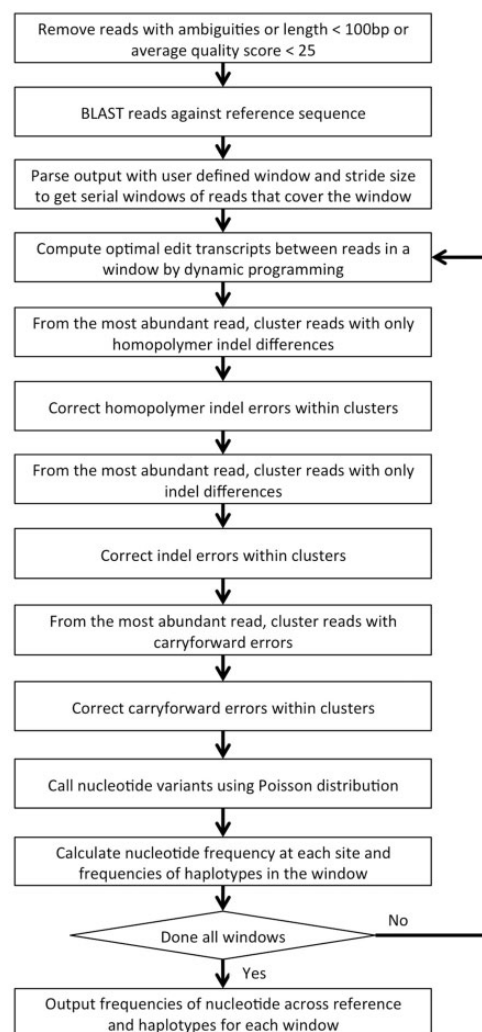 Remove reads with ambiguities or length < 100bp or
average quality score < 25
BLAST reads against reference sequence
Parse output with user defined window and stride size
to get serial windows of reads that cover the window
Compute optimal edit transcripts between reads in a
window by dynamic programming
From the most abundant read, cluster reads with only
homopolymer indel differences
Correct homopolymer indel errors within clusters
From the most abundant read, cluster reads with only
indel differences
Correct indel errors within clusters
From the most abundant read, cluster reads with
carryforward errors
Correct carryforward errors within clusters
Call nucleotide variants using Poisson distribution
Calculate nucleotide frequency at each site and
frequencies of haplotypes in the window
Done all windows
No
Yes
Output frequencies of nucleotide across reference
and haplotypes for each window